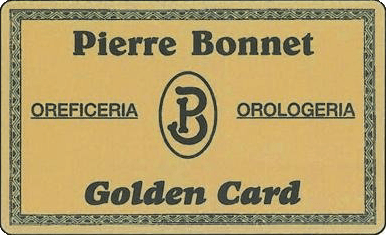 Pierre Bonnet
OREFICERIA PB OROLOGERIA
Golden Card